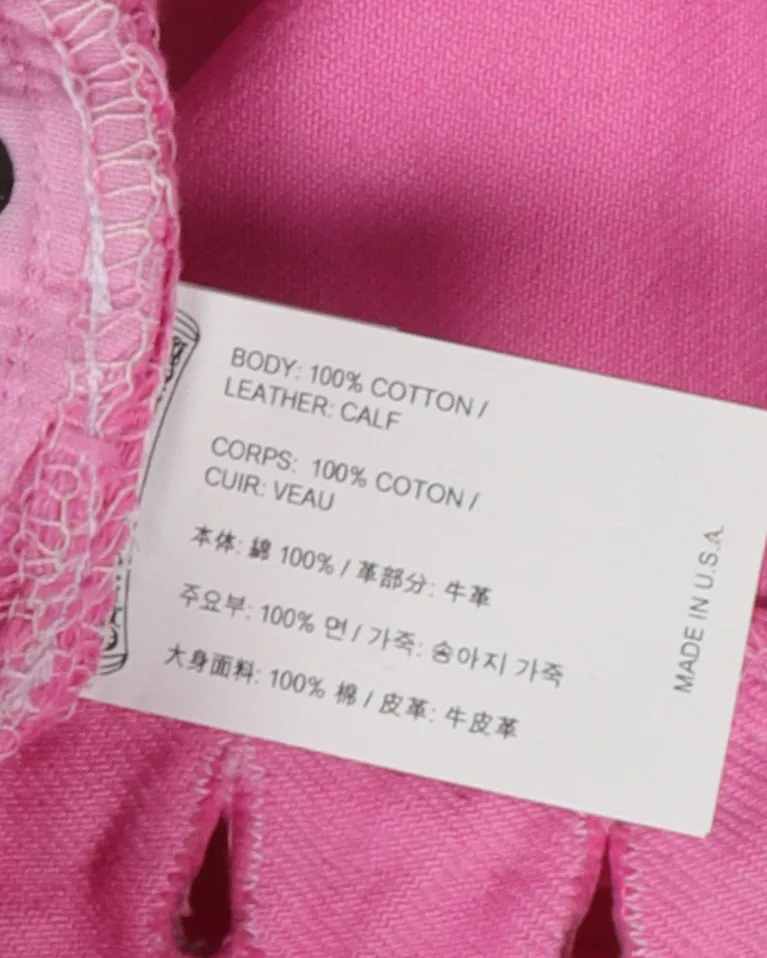 BODY: 100% COTTON /
LEATHER: CALF
CORPS: 100% COTON /
CUIR: VEAU
本体: 綿 100% / 革部分: 牛革
주요부: 100% 면 / 가죽: 송아지 가죽
大身面料: 100% 棉 / 皮革: 牛皮革
MADE IN U.S.A.